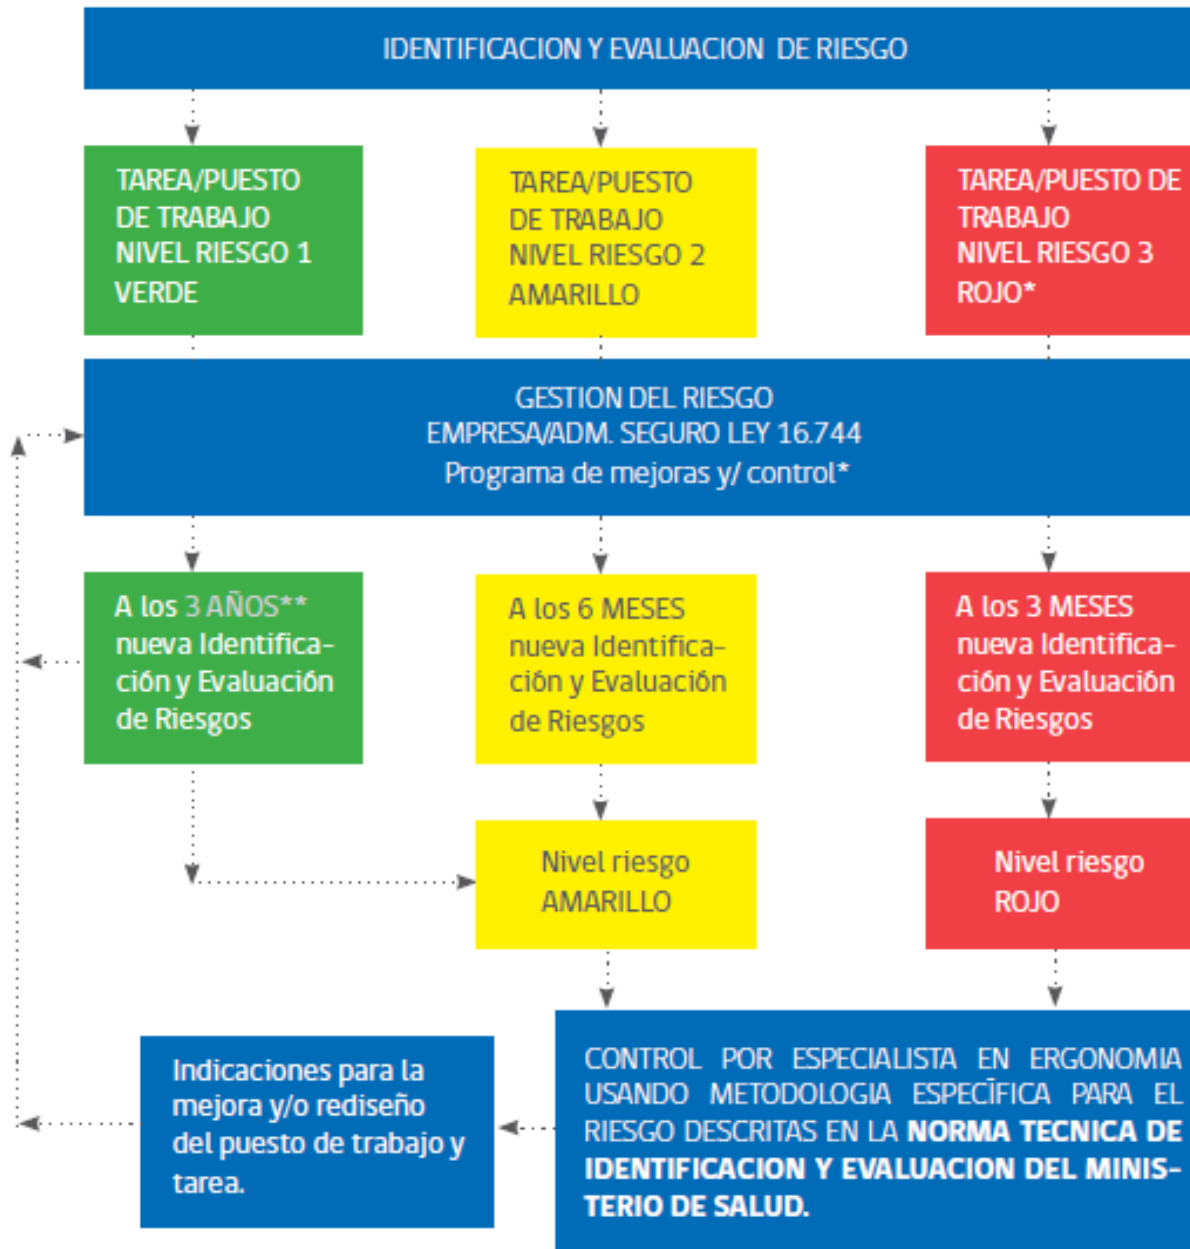 IDENTIFICACION Y EVALUACION DE RIESGO
TAREA/PUESTO
DE TRABAJO
NIVEL RIESGO 1
VERDE
TAREA/PUESTO
DE TRABAJO
NIVEL RIESGO 2
AMARILLO
TAREA/PUESTO DE
TRABAJO
NIVEL RIESGO 3
ROJO*
GESTION DEL RIESGO
EMPRESA/ADM. SEGURO LEY 16.744
Programa de mejoras y/ control*
A los 3 AÑOS**
nueva Identifica-
ción y Evaluación
de Riesgos
A los 6 MESES
nueva Identifica-
ción y Evaluación
de Riesgos
A los 3 MESES
nueva Identifica-
ción y Evaluación
de Riesgos
Nivel riesgo
AMARILLO
Nivel riesgo
ROJO
Indicaciones para la
mejora y/o rediseño
del puesto de trabajo y
tarea.
CONTROL POR ESPECIALISTA EN ERGONOMIA
USANDO METODOLOGIA ESPECÍFICA PARA EL
RIESGO DESCRITAS EN LA NORMA TECNICA DE
IDENTIFICACION Y EVALUACION DEL MINIS-
TERIO DE SALUD.